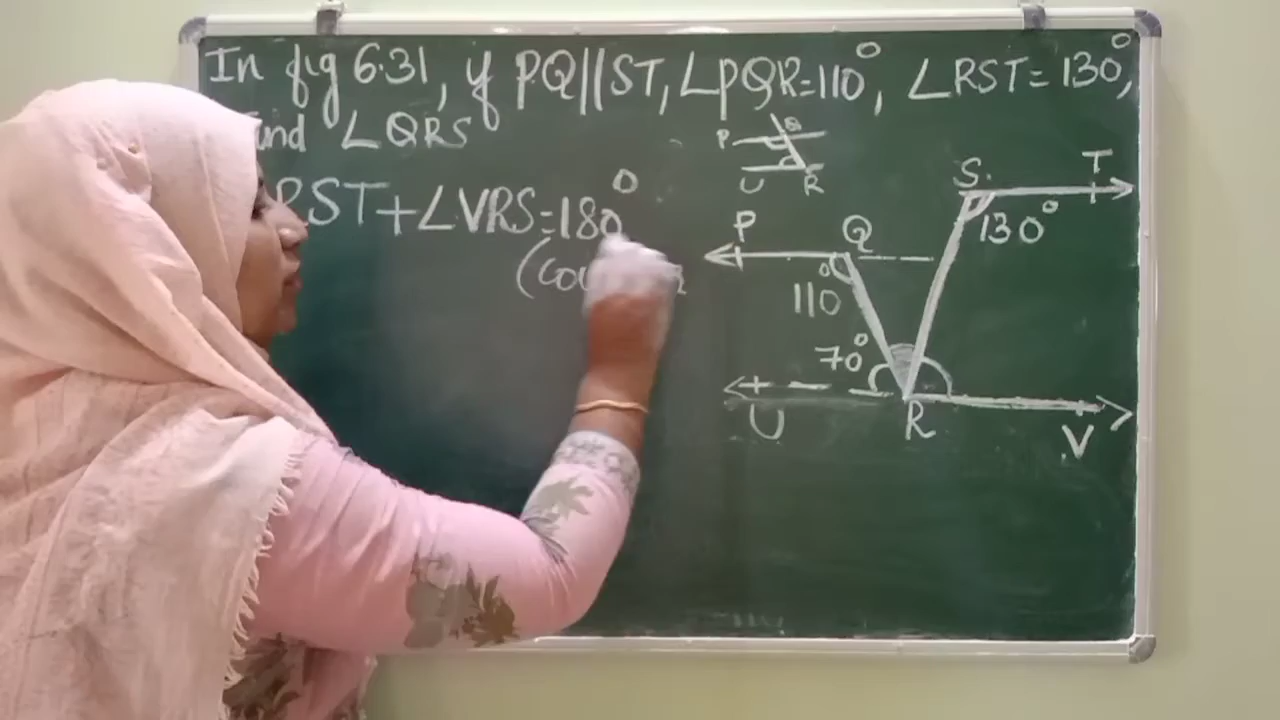 In fig 6.31, if PQ||ST, ∠PQR=110°, ∠RST=130°,
find ∠QRS
RST+∠VRS=180°
P Q
U R
S T
130°
P Q
110°
70°
U R V